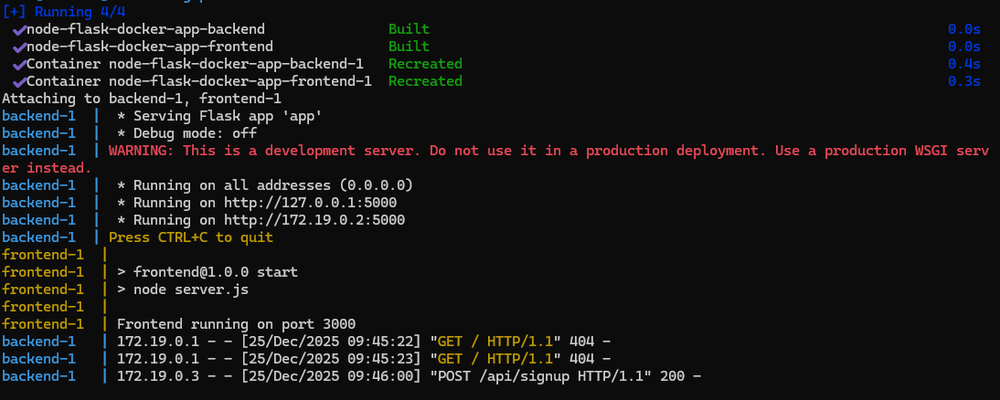 [+] Running 4/4
✔node-flask-docker-app-backend Built 0.0s
✔node-flask-docker-app-frontend Built 0.0s
✔Container node-flask-docker-app-backend-1 Recreated 0.4s
✔Container node-flask-docker-app-frontend-1 Recreated 0.3s
Attaching to backend-1, frontend-1
backend-1 | * Serving Flask app 'app'
backend-1 | * Debug mode: off
backend-1 | WARNING: This is a development server. Do not use it in a production deployment. Use a production WSGI serv
er instead.
backend-1 | * Running on all addresses (0.0.0.0)
backend-1 | * Running on http://127.0.0.1:5000
backend-1 | * Running on http://172.19.0.2:5000
backend-1 | Press CTRL+C to quit
frontend-1 |
frontend-1 | > frontend@1.0.0 start
frontend-1 | > node server.js
frontend-1 |
frontend-1 | Frontend running on port 3000
backend-1 | 172.19.0.1 - - [25/Dec/2025 09:45:22] "GET / HTTP/1.1" 404 -
backend-1 | 172.19.0.1 - - [25/Dec/2025 09:45:23] "GET / HTTP/1.1" 404 -
backend-1 | 172.19.0.3 - - [25/Dec/2025 09:46:00] "POST /api/signup HTTP/1.1" 200 -